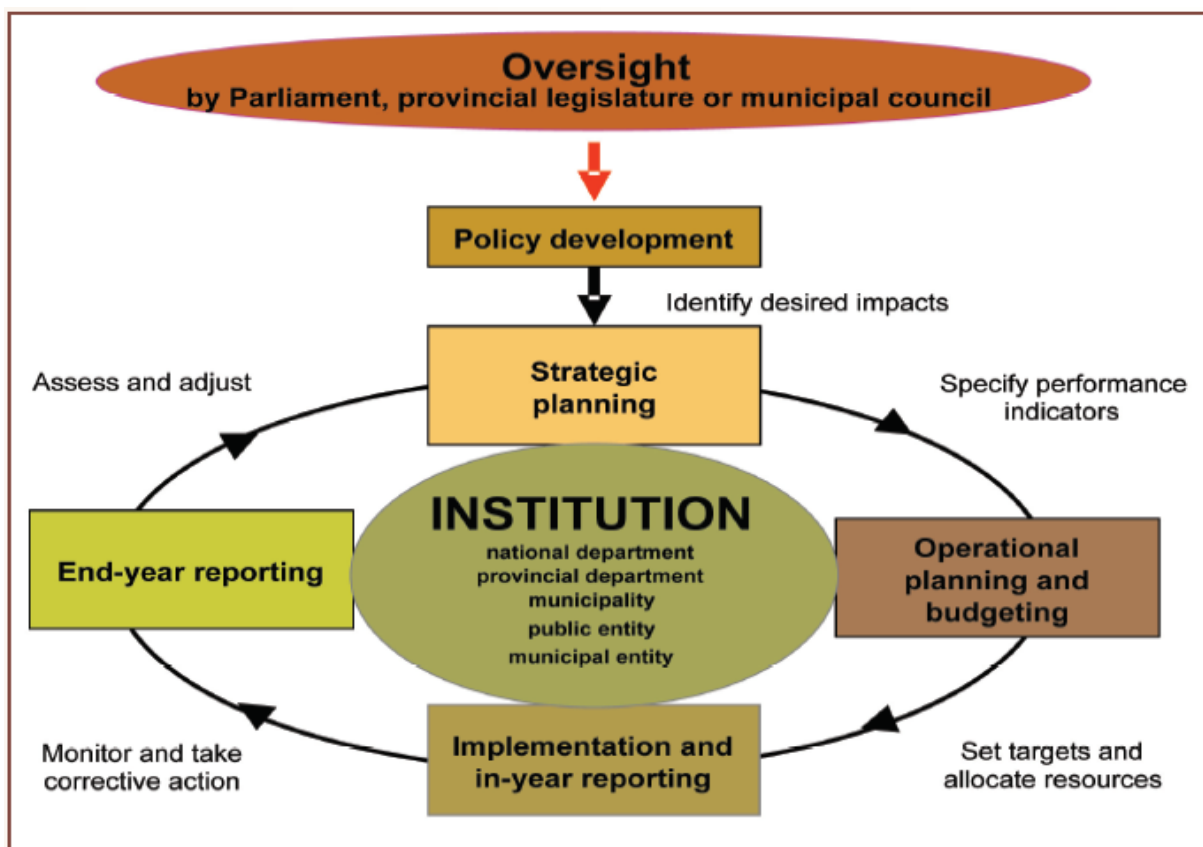 Oversight
by Parliament, provincial legislature or municipal council
Policy development
Identify desired impacts
Strategic
planning
Assess and adjust
Specify performance
indicators
INSTITUTION
national department
provincial department
municipality
public entity
municipal entity
End-year reporting
Operational
planning and
budgeting
Implementation and
in-year reporting
Monitor and take
corrective action
Set targets and
allocate resources